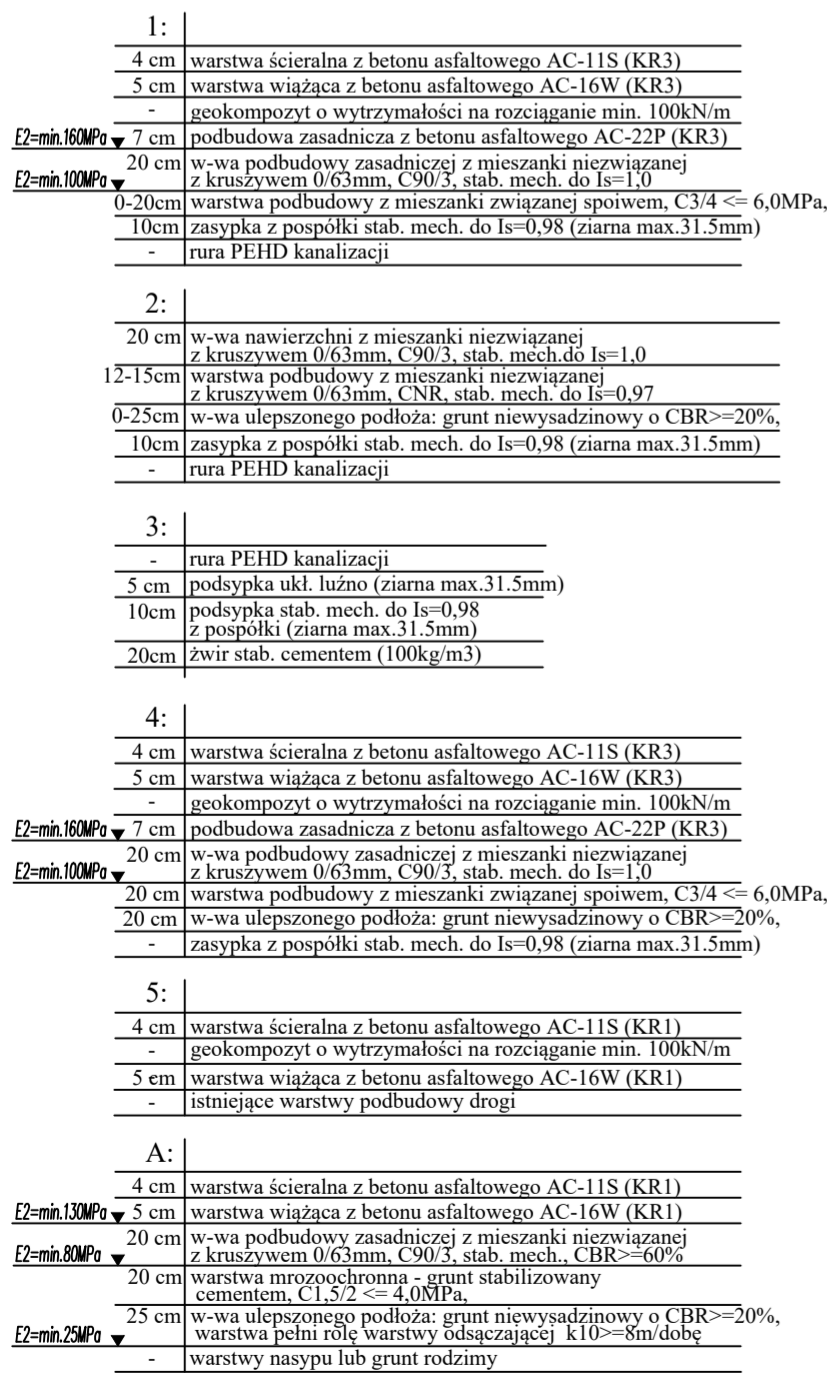 1:
4 cm warstwa ścieralna z betonu asfaltowego AC-11S (KR3)
5 cm warstwa wiążąca z betonu asfaltowego AC-16W (KR3)
- geokompozyt o wytrzymałości na rozciąganie min. 100kN/m
E2=min.160MPa 7 cm podbudowa zasadnicza z betonu asfaltowego AC-22P (KR3)
20 cm w-wa podbudowy zasadniczej z mieszanki niezwiązanej
E2=min.100MPa z kruszywem 0/63mm, C90/3, stab. mech. do Is=1,0
0-20cm warstwa podbudowy z mieszanki związanej spoiwem, C3/4 <= 6,0MPa,
10cm zasypka z pospółki stab. mech. do Is=0,98 (ziarna max.31.5mm)
- rura PEHD kanalizacji
2:
20 cm w-wa nawierzchni z mieszanki niezwiązanej
z kruszywem 0/63mm, C90/3, stab. mech.do Is=1,0
12-15cm warstwa podbudowy z mieszanki niezwiązanej
z kruszywem 0/63mm, CNR, stab. mech. do Is=0,97
0-25cm w-wa ulepszonego podłoża: grunt niewysadzinowy o CBR>=20%,
10cm zasypka z pospółki stab. mech. do Is=0,98 (ziarna max.31.5mm)
- rura PEHD kanalizacji
3:
- rura PEHD kanalizacji
5 cm podsypka ukł. luźno (ziarna max.31.5mm)
10cm podsypka stab. mech. do Is=0,98
z pospółki (ziarna max.31.5mm)
20cm żwir stab. cementem (100kg/m3)
4:
4 cm warstwa ścieralna z betonu asfaltowego AC-11S (KR3)
5 cm warstwa wiążąca z betonu asfaltowego AC-16W (KR3)
- geokompozyt o wytrzymałości na rozciąganie min. 100kN/m
E2=min.160MPa 7 cm podbudowa zasadnicza z betonu asfaltowego AC-22P (KR3)
20 cm w-wa podbudowy zasadniczej z mieszanki niezwiązanej
E2=min.100MPa z kruszywem 0/63mm, C90/3, stab. mech. do Is=1,0
20 cm warstwa podbudowy z mieszanki związanej spoiwem, C3/4 <= 6,0MPa,
20 cm w-wa ulepszonego podłoża: grunt niewysadzinowy o CBR>=20%,
- zasypka z pospółki stab. mech. do Is=0,98 (ziarna max.31.5mm)
5:
4 cm warstwa ścieralna z betonu asfaltowego AC-11S (KR1)
- geokompozyt o wytrzymałości na rozciąganie min. 100kN/m
5 cm warstwa wiążąca z betonu asfaltowego AC-16W (KR1)
- istniejące warstwy podbudowy drogi
A:
4 cm warstwa ścieralna z betonu asfaltowego AC-11S (KR1)
E2=min.130MPa 5 cm warstwa wiążąca z betonu asfaltowego AC-16W (KR1)
20 cm w-wa podbudowy zasadniczej z mieszanki niezwiązanej
E2=min.80MPa z kruszywem 0/63mm, C90/3, stab. mech., CBR>=60%
20 cm warstwa mrozoochronna - grunt stabilizowany
cementem, C1,5/2 <= 4,0MPa,
25 cm w-wa ulepszonego podłoża: grunt niewysadzinowy o CBR>=20%,
E2=min.25MPa warstwa pełni rolę warstwy odsączającej k10>=8m/dobę
- warstwy nasypu lub grunt rodzimy